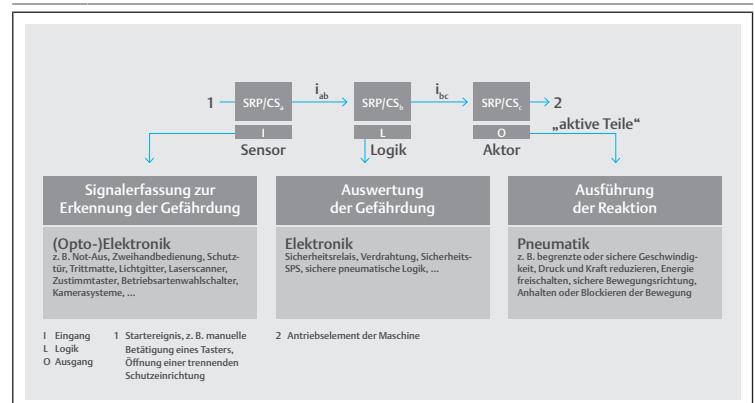 1 SRP/CSₐ i_ab SRP/CS_b i_bc SRP/CS_c 2
I L O „aktive Teile“
Sensor Logik Aktor
Signalerfassung zur
Erkennung der Gefährdung
(Opto-)Elektronik
z. B. Not-Aus, Zweihandbedienung, Schutz-
tür, Trittmatte, Lichtgitter, Laserscanner,
Zustimmtaster, Betriebsartenwahlschalter,
Kamerasysteme, ...
Auswertung
der Gefährdung
Elektronik
Sicherheitsrelais, Verdrahtung, Sicherheits-
SPS, sichere pneumatische Logik, ...
Ausführung
der Reaktion
Pneumatik
z. B. begrenzte oder sichere Geschwindig-
keit, Druck und Kraft reduzieren, Energie
freischalten, sichere Bewegungsrichtung,
Anhalten oder Blockieren der Bewegung
I Eingang
L Logik
O Ausgang
1 Startereignis, z. B. manuelle
Betätigung eines Tasters,
Öffnung einer trennenden
Schutzeinrichtung
2 Antriebselement der Maschine